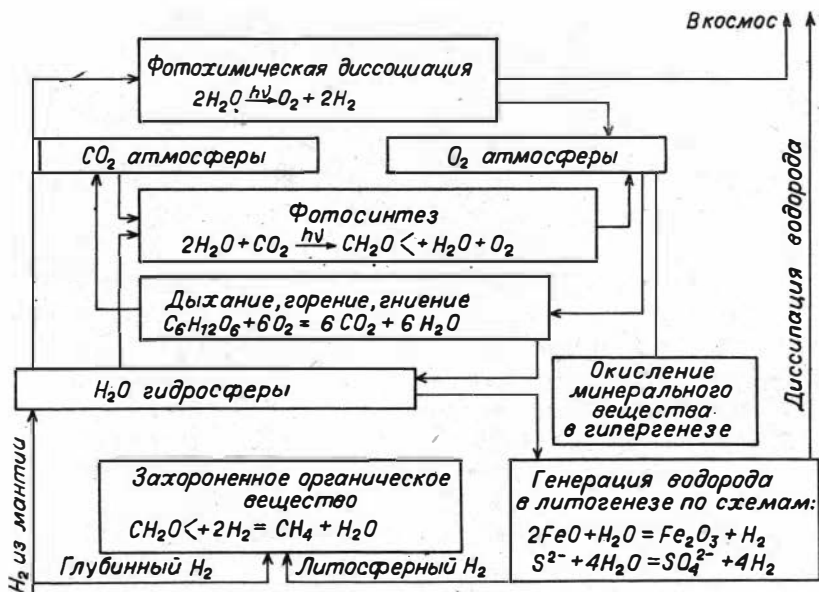 В космос
Фотохимическая диссоциация
2H₂O hν→ O₂ + 2H₂
CO₂ атмосферы
O₂ атмосферы
Фотосинтез
2H₂O + CO₂ hν→ CH₂O < + H₂O + O₂
Дыхание, горение, гниение
C₆H₁₂O₆ + 6O₂ = 6CO₂ + 6H₂O
H₂O гидросферы
Окисление
минерального
вещества
в гипергенезе
Диссипация водорода
H₂ из мантии
Захороненное органическое
вещество
CH₂O < + 2H₂ = CH₄ + H₂O
Генерация водорода
в литогенезе по схемам:
2FeO + H₂O = Fe₂O₃ + H₂
S²⁻ + 4H₂O = SO₄²⁻ + 4H₂
Глубинный H₂
Литосферный H₂